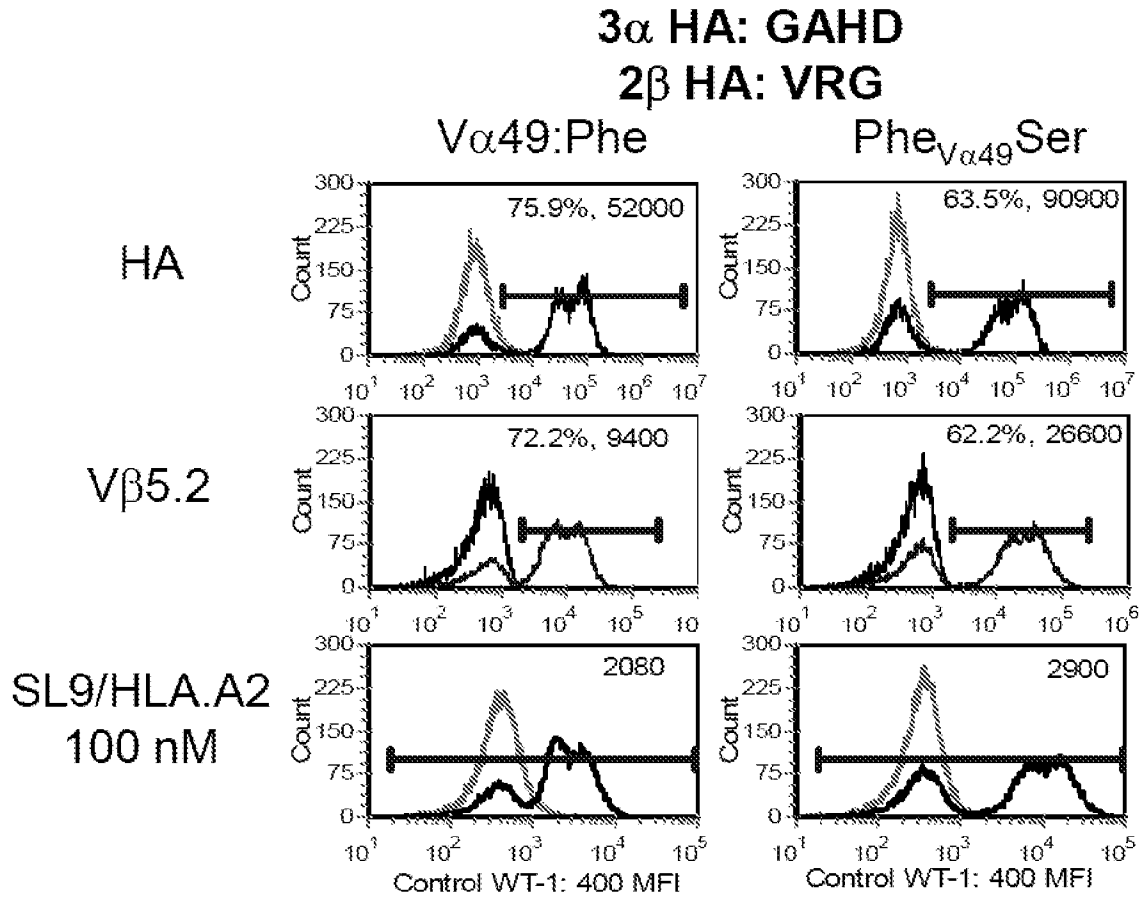 3α HA: GAHD
2β HA: VRG
Vα49:Phe
PheVα49Ser
HA
Count
300
225
150
75
0
75.9%, 52000
10¹ 10² 10³ 10⁴ 10⁵ 10⁶ 10⁷
Count
300
225
150
75
0
63.5%, 90900
10¹ 10² 10³ 10⁴ 10⁵ 10⁶ 10⁷
Vβ5.2
Count
300
225
150
75
0
72.2%, 9400
10¹ 10² 10³ 10⁴ 10⁵ 10
Count
300
225
150
75
0
62.2%, 26600
10¹ 10² 10³ 10⁴ 10⁵ 10⁶
SL9/HLA.A2
100 nM
Count
300
225
150
75
0
2080
10¹ 10² 10³ 10⁴ 10⁵
Control WT-1: 400 MFI
Count
300
225
150
75
0
2900
10¹ 10² 10³ 10⁴ 10⁵
Control WT-1: 400 MFI